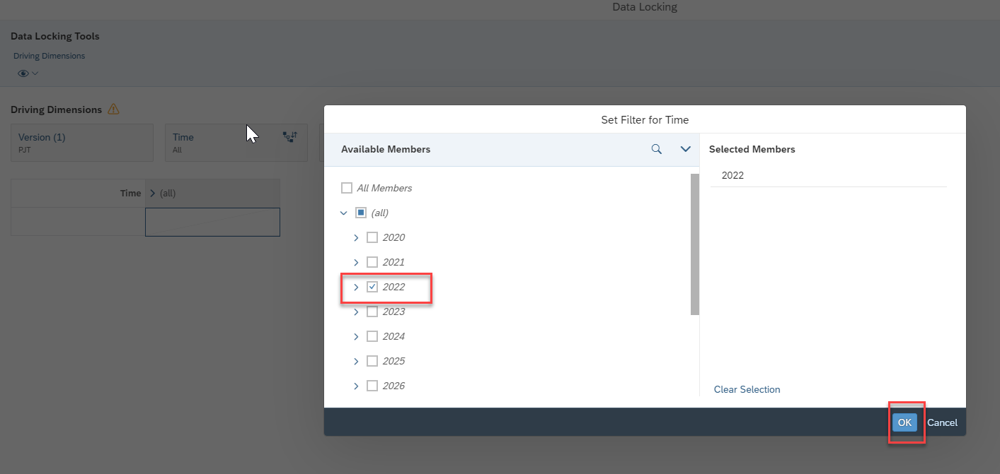 Data Locking
Data Locking Tools
Driving Dimensions
Driving Dimensions
Version (1)
PJT
Time
All
Time
(all)
Set Filter for Time
Available Members
All Members
(all)
2020
2021
2022
2023
2024
2025
2026
Selected Members
2022
Clear Selection
OK
Cancel